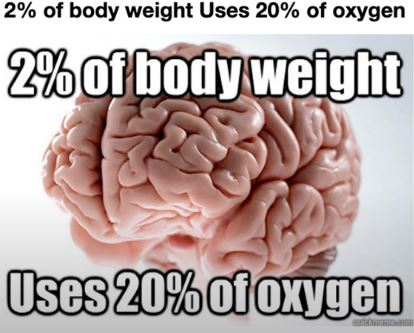 2% of body weight Uses 20% of oxygen
2% of body weight
Uses 20% of oxygen
quickmeme.com